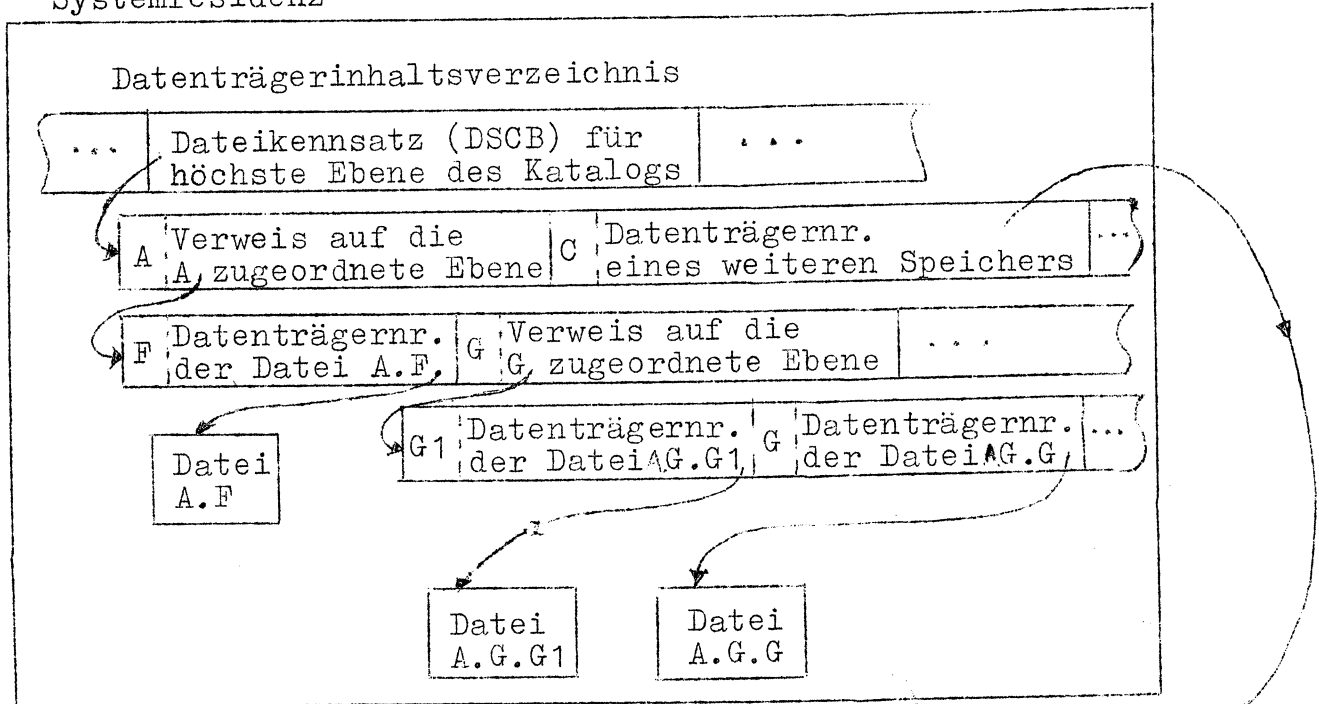 Systemresidenz
Datenträgerinhaltsverzeichnis
... Dateikennsatz (DSCB) für ...
höchste Ebene des Katalogs
A Verweis auf die C Datenträgernr. ...
A zugeordnete Ebene eines weiteren Speichers
F Datenträgernr. G Verweis auf die ...
der Datei A.F. G zugeordnete Ebene
G1 Datenträgernr. G Datenträgernr. ...
der Datei AG.G1 der Datei AG.G
Datei
A.F
Datei
A.G.G1
Datei
A.G.G